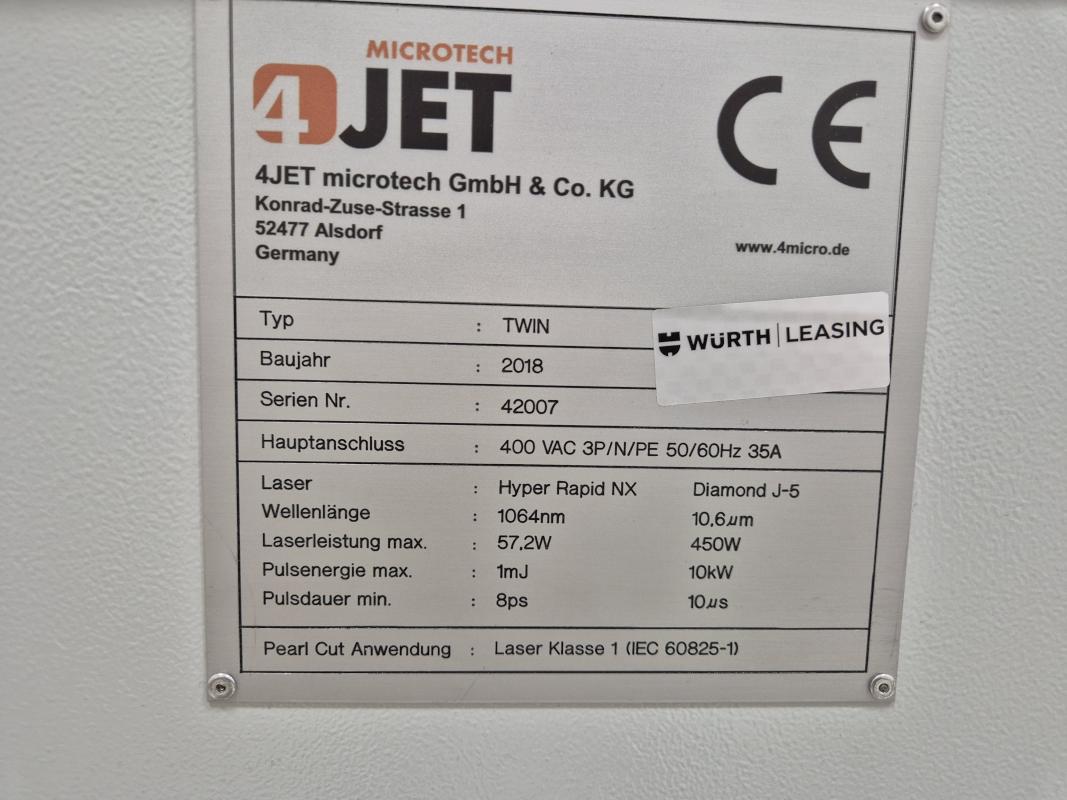 MICROTECH
4JET
CE
4JET microtech GmbH & Co. KG
Konrad-Zuse-Strasse 1
52477 Alsdorf
Germany
www.4micro.de
Typ : TWIN
WÜRTH | LEASING
Baujahr : 2018
Serien Nr. : 42007
Hauptanschluss : 400 VAC 3P/N/PE 50/60Hz 35A
Laser : Hyper Rapid NX Diamond J-5
Wellenlänge : 1064nm 10,6µm
Laserleistung max. : 57,2W 450W
Pulsenergie max. : 1mJ 10kW
Pulsdauer min. : 8ps 10µs
Pearl Cut Anwendung : Laser Klasse 1 (IEC 60825-1)